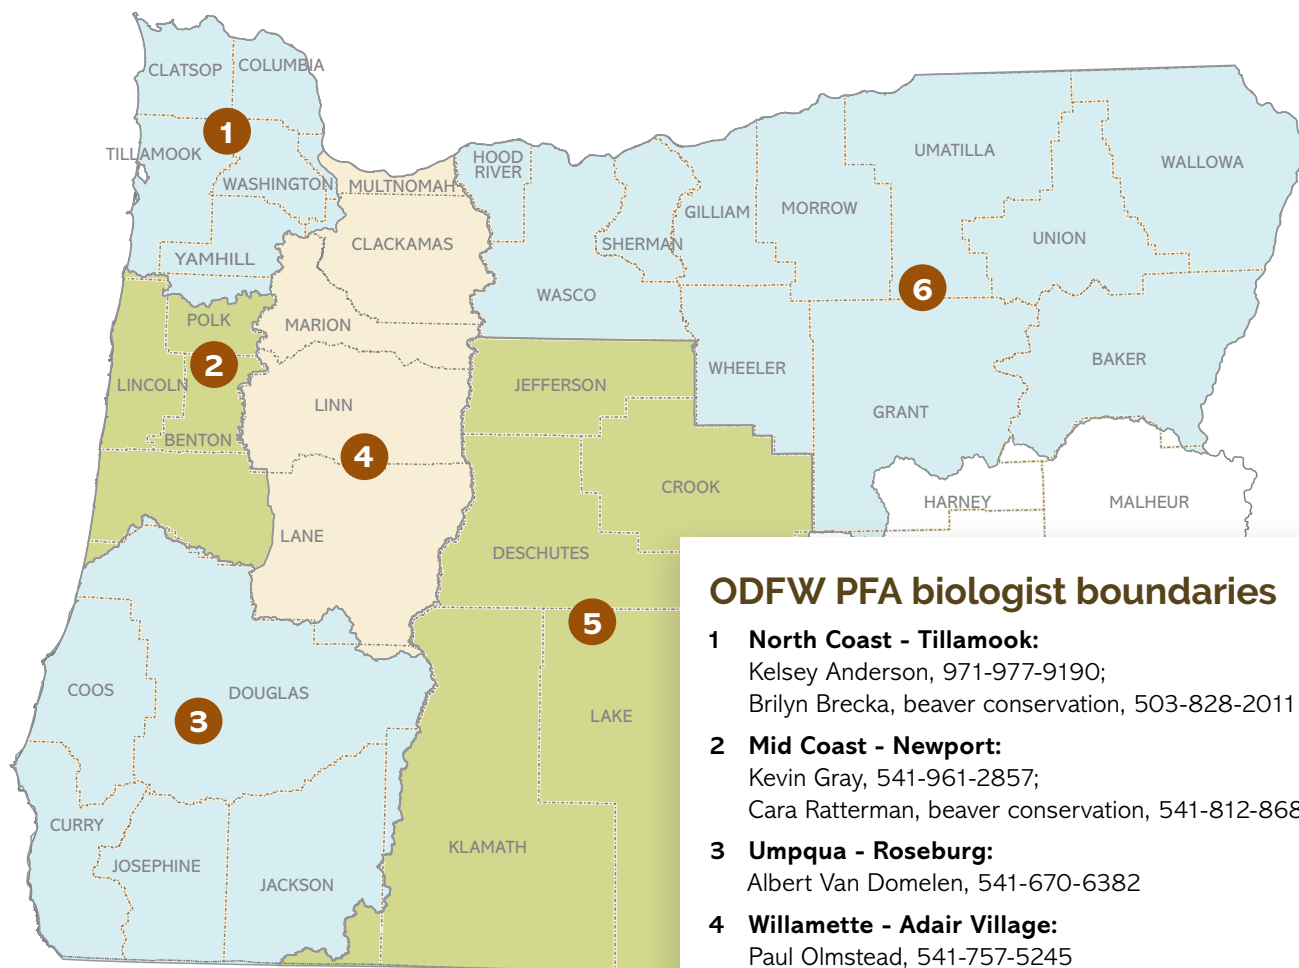 CLATSOP
COLUMBIA
1
TILLAMOOK
WASHINGTON
MULTNOMAH
HOOD
RIVER
UMATILLA
WALLOWA
GILLIAM
MORROW
CLACKAMAS
SHERMAN
UNION
YAMHILL
WASCO
6
POLK
MARION
2
LINCOLN
JEFFERSON
WHEELER
BAKER
LINN
GRANT
BENTON
4
CROOK
HARNEY
MALHEUR
LANE
DESCHUTES
5
COOS
DOUGLAS
3
LAKE
CURRY
JOSEPHINE
JACKSON
KLAMATH
ODFW PFA biologist boundaries
1 North Coast - Tillamook:
Kelsey Anderson, 971-977-9190;
Brilyn Brecka, beaver conservation, 503-828-2011
2 Mid Coast - Newport:
Kevin Gray, 541-961-2857;
Cara Ratterman, beaver conservation, 541-812-868
3 Umpqua - Roseburg:
Albert Van Domelen, 541-670-6382
4 Willamette - Adair Village:
Paul Olmstead, 541-757-5245